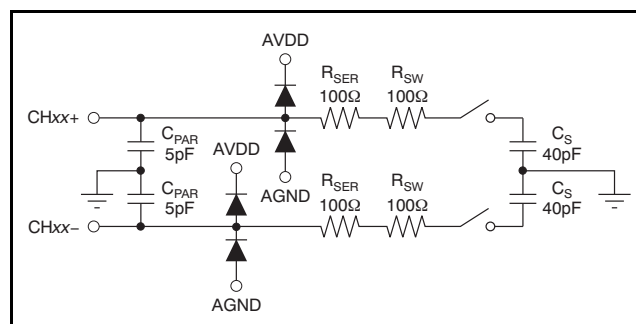 AVDD
R_SER R_SW
100Ω 100Ω
CHxx+
C_PAR
5pF
AVDD
C_S
40pF
AGND
R_SER R_SW
100Ω 100Ω
C_PAR
5pF
C_S
40pF
CHxx−
AGND